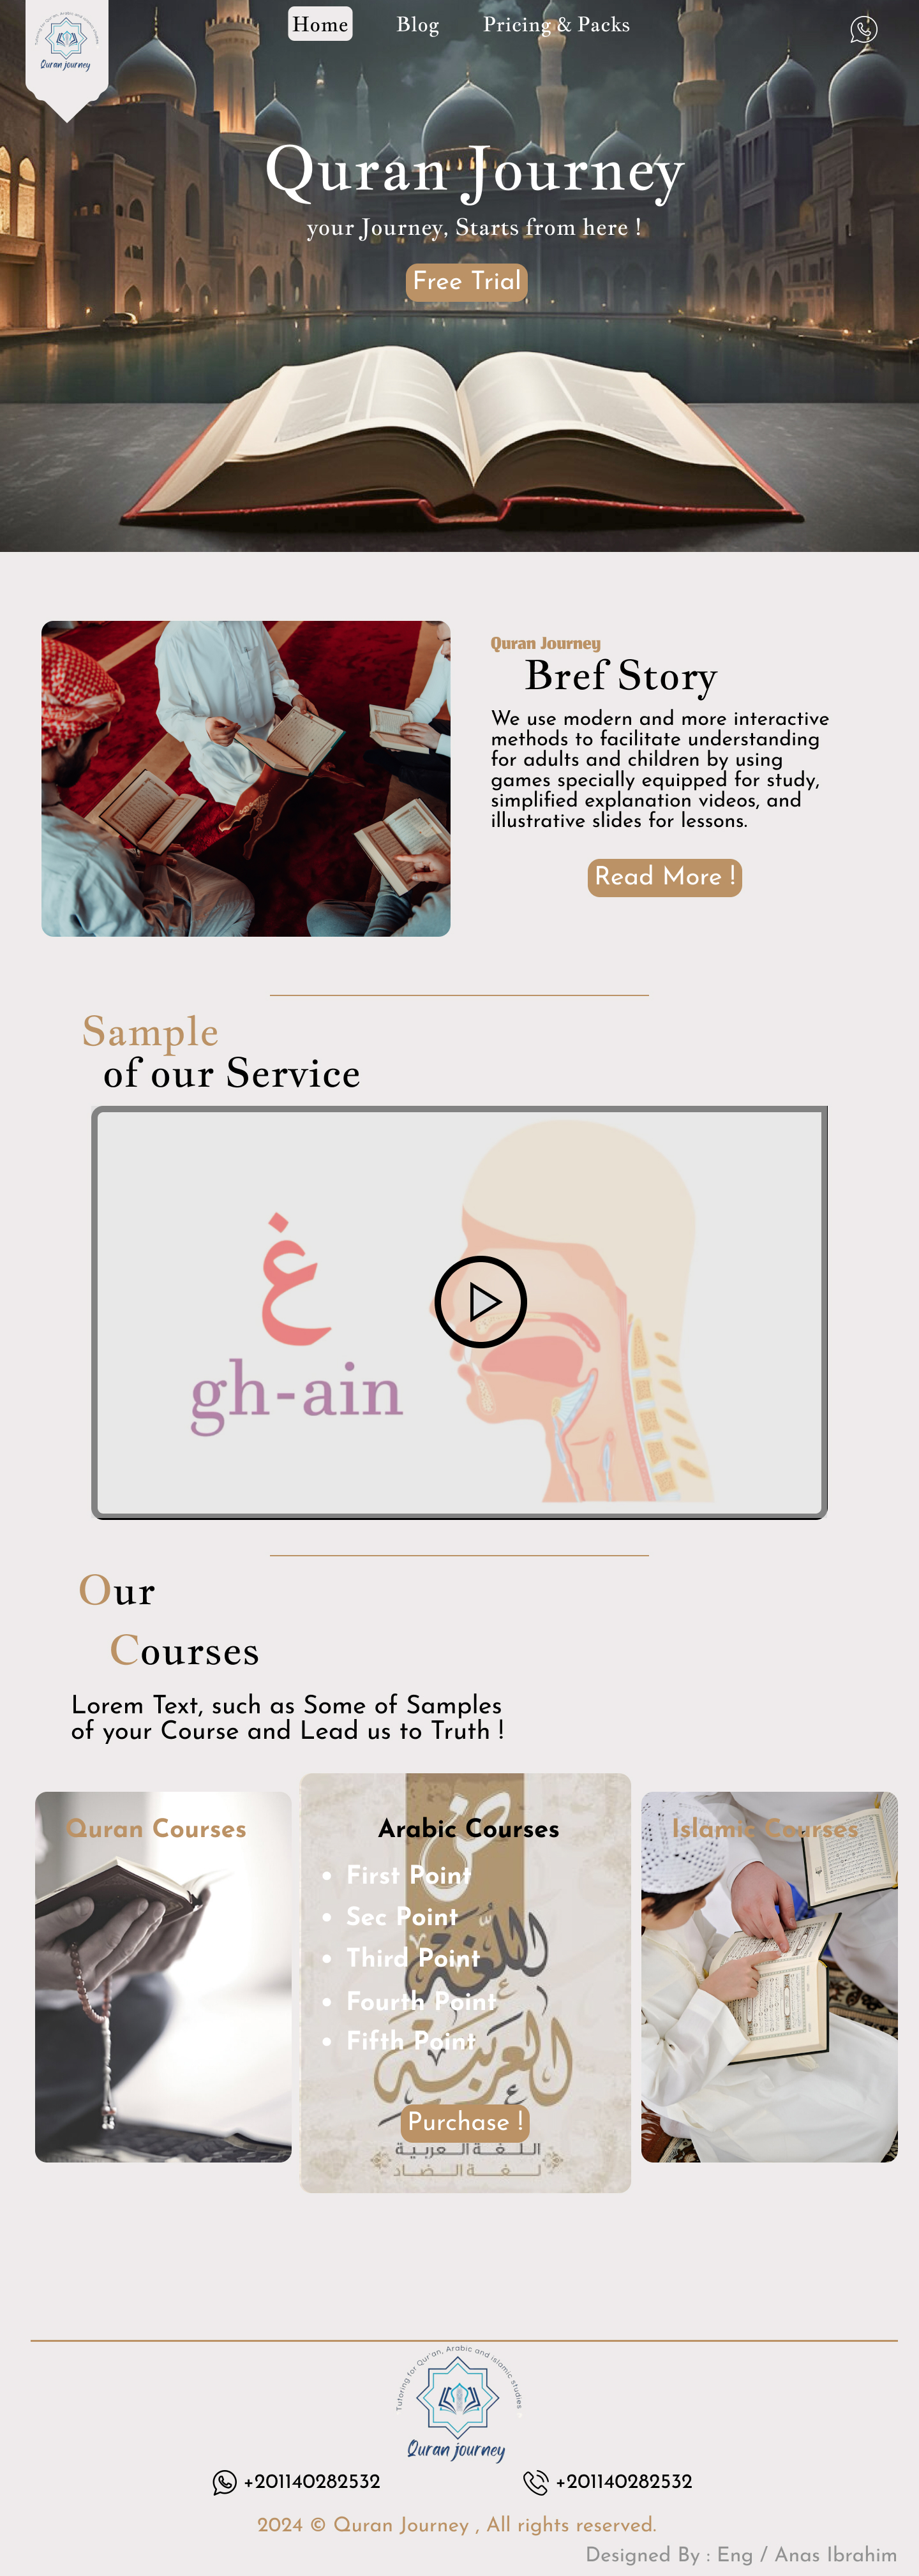 Quran journey
Home
Blog
Pricing & Packs
Quran Journey
your Journey, Starts from here !
Free Trial
Quran Journey
Bref Story
We use modern and more interactive
methods to facilitate understanding
for adults and children by using
games specially equipped for study,
simplified explanation videos, and
illustrative slides for lessons.
Read More !
Sample
of our Service
غ
gh-ain
Our
Courses
Lorem Text, such as Some of Samples
of your Course and Lead us to Truth !
Quran Courses
Arabic Courses
• First Point
• Sec Point
• Third Point
• Fourth Point
• Fifth Point
ض
اللغة
العربية
Purchase !
اللغة العربية
لغة الضاد
Islamic Courses
Tutoring for Qur'an, Arabic and islamic studies
Quran journey
+201140282532
+201140282532
2024 © Quran Journey , All rights reserved.
Designed By : Eng / Anas Ibrahim